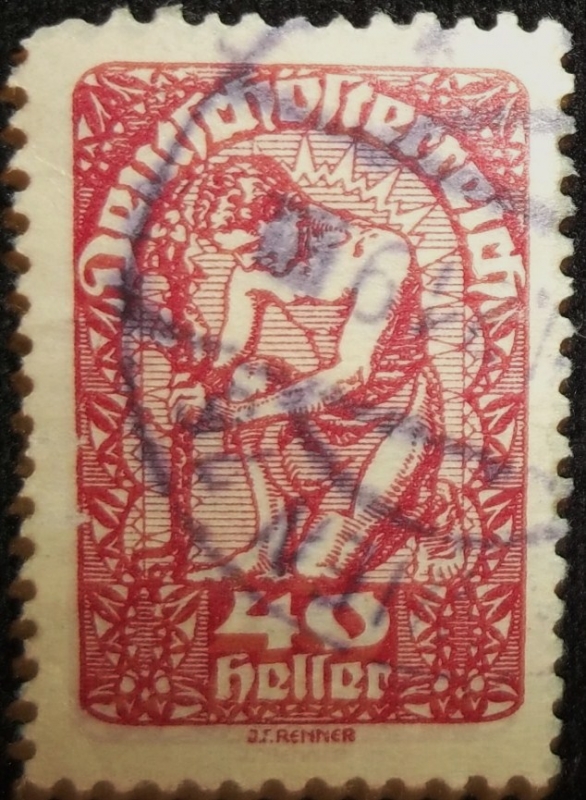 Deutschösterreich
40
Heller
J.F. RENNER